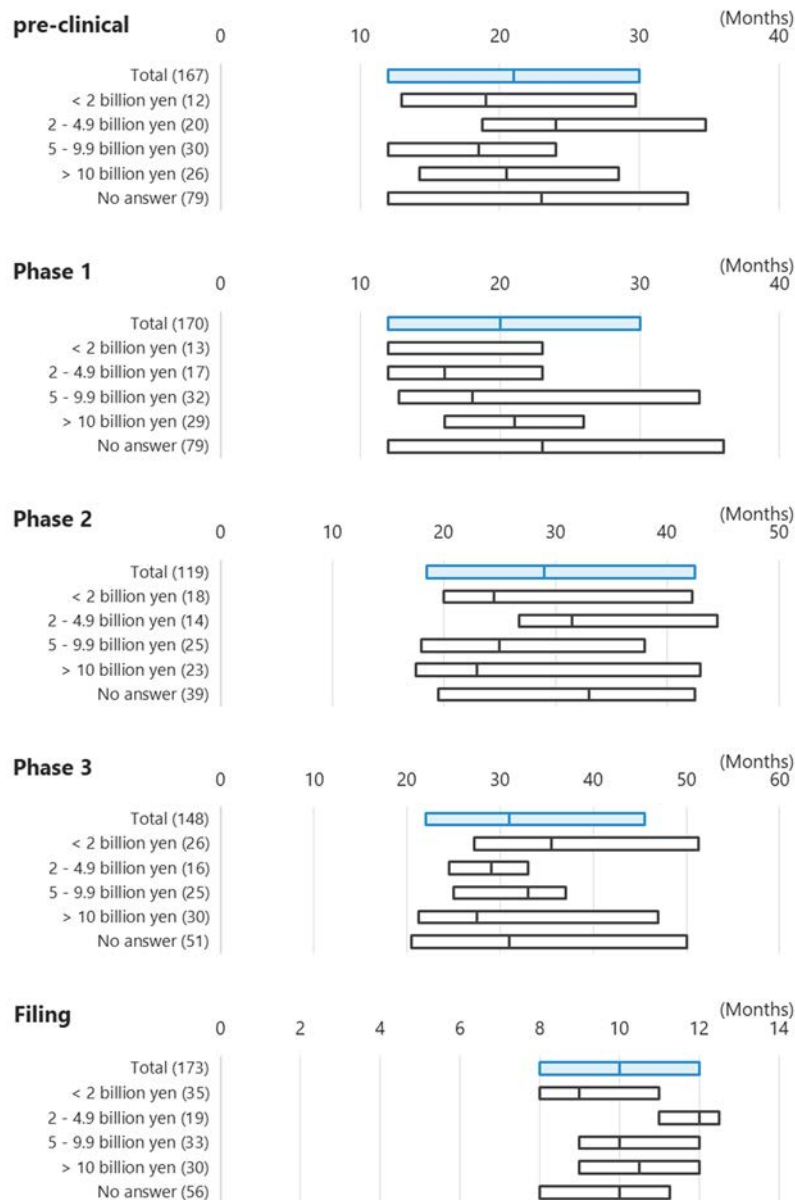 pre-clinical
(Months)
0 10 20 30 40
Total (167)
< 2 billion yen (12)
2 - 4.9 billion yen (20)
5 - 9.9 billion yen (30)
> 10 billion yen (26)
No answer (79)
Phase 1
(Months)
0 10 20 30 40
Total (170)
< 2 billion yen (13)
2 - 4.9 billion yen (17)
5 - 9.9 billion yen (32)
> 10 billion yen (29)
No answer (79)
Phase 2
(Months)
0 10 20 30 40 50
Total (119)
< 2 billion yen (18)
2 - 4.9 billion yen (14)
5 - 9.9 billion yen (25)
> 10 billion yen (23)
No answer (39)
Phase 3
(Months)
0 10 20 30 40 50 60
Total (148)
< 2 billion yen (26)
2 - 4.9 billion yen (16)
5 - 9.9 billion yen (25)
> 10 billion yen (30)
No answer (51)
Filing
(Months)
0 2 4 6 8 10 12 14
Total (173)
< 2 billion yen (35)
2 - 4.9 billion yen (19)
5 - 9.9 billion yen (33)
> 10 billion yen (30)
No answer (56)